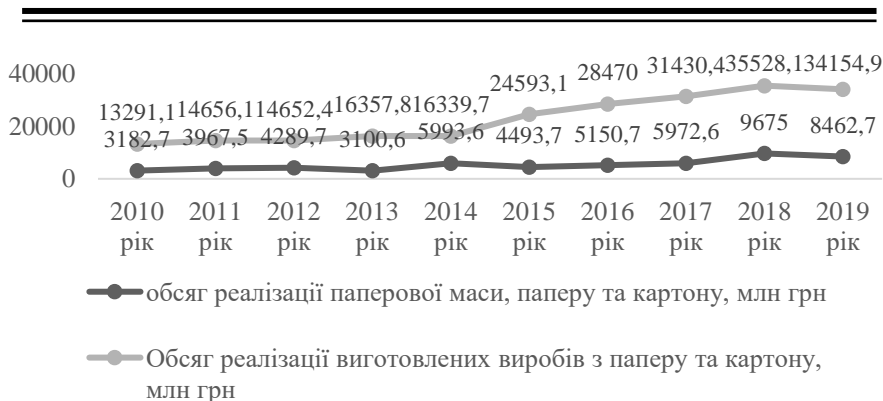 40000
20000
0
13291,1 14656,1 14652,4 16357,8 16339,7 24593,1 28470 31430,4 35528,1 34154,9
3182,7 3967,5 4289,7 3100,6 5993,6 4493,7 5150,7 5972,6 9675 8462,7
2010 2011 2012 2013 2014 2015 2016 2017 2018 2019
рік рік рік рік рік рік рік рік рік рік
обсяг реалізації паперової маси, паперу та картону, млн грн
Обсяг реалізації виготовлених виробів з паперу та картону,
млн грн